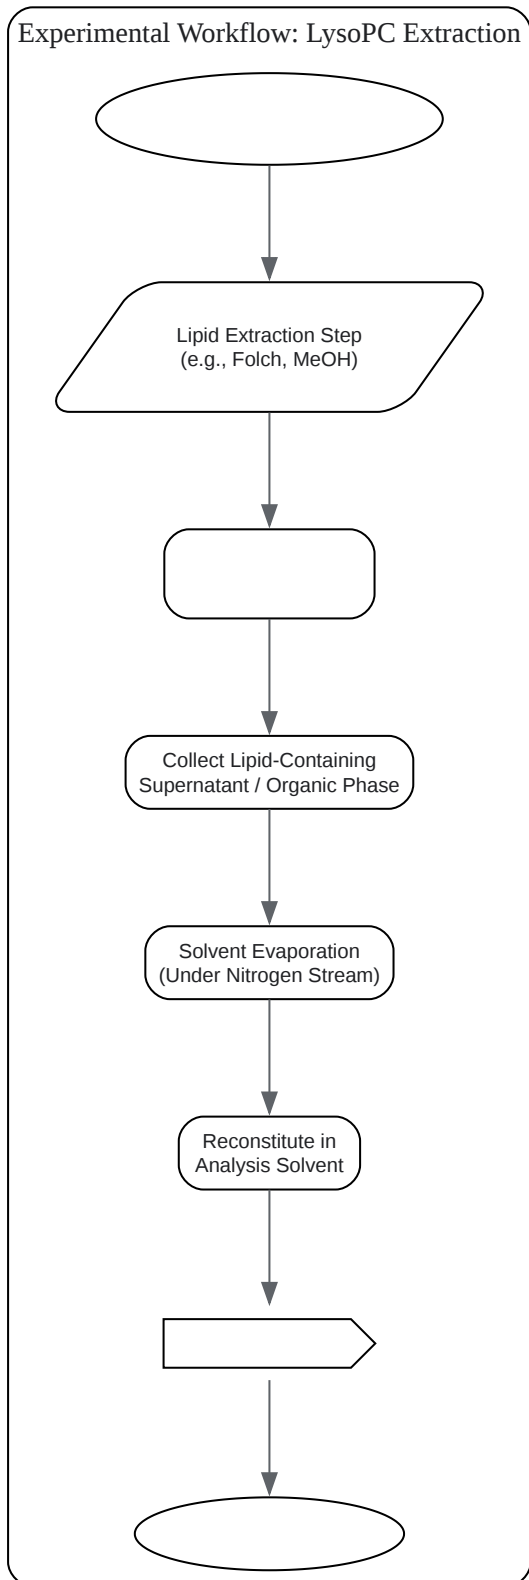 Experimental Workflow: LysoPC Extraction
Lipid Extraction Step
(e.g., Folch, MeOH)
Collect Lipid-Containing
Supernatant / Organic Phase
Solvent Evaporation
(Under Nitrogen Stream)
Reconstitute in
Analysis Solvent